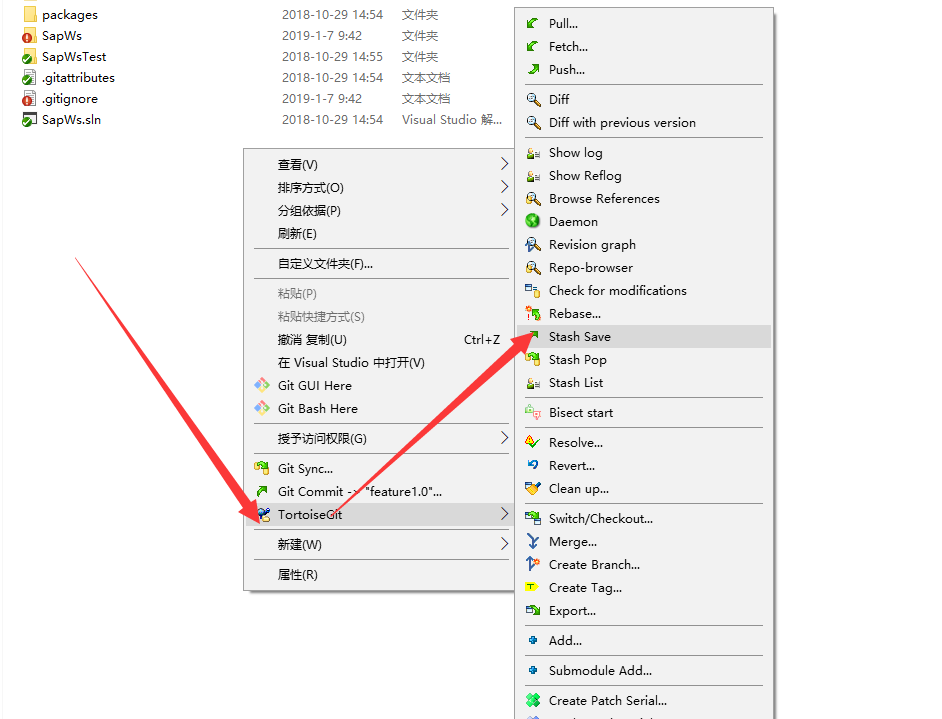 packages 2018-10-29 14:54 文件夹
SapWs 2019-1-7 9:42 文件夹
SapWsTest 2018-10-29 14:55 文件夹
.gitattributes 2018-10-29 14:54 文本文档
.gitignore 2019-1-7 9:42 文本文档
SapWs.sln 2018-10-29 14:54 Visual Studio 解...
查看(V)
排序方式(O)
分组依据(P)
刷新(E)
自定义文件夹(F)...
粘贴(P)
粘贴快捷方式(S)
撤消 复制(U) Ctrl+Z
在 Visual Studio 中打开(V)
Git GUI Here
Git Bash Here
授予访问权限(G)
Git Sync...
Git Commit -> "feature1.0"...
TortoiseGit
新建(W)
属性(R)
Pull...
Fetch...
Push...
Diff
Diff with previous version
Show log
Show Reflog
Browse References
Daemon
Revision graph
Repo-browser
Check for modifications
Rebase...
Stash Save
Stash Pop
Stash List
Bisect start
Resolve...
Revert...
Clean up...
Switch/Checkout...
Merge...
Create Branch...
Create Tag...
Export...
Add...
Submodule Add...
Create Patch Serial...